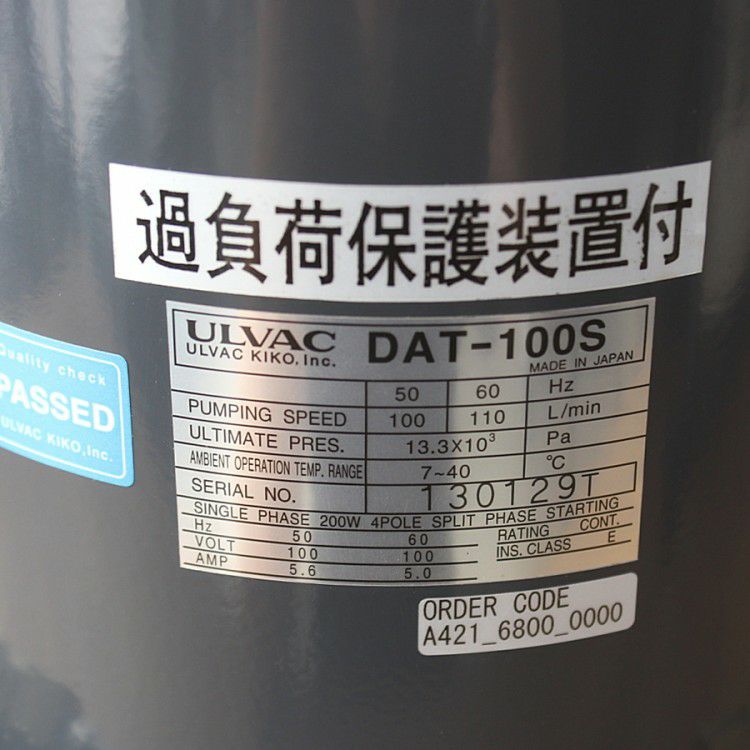 過負荷保護装置付
ULVAC DAT-100S
ULVAC KIKO, Inc.
MADE IN JAPAN
50 60 Hz
PUMPING SPEED 100 110 L/min
ULTIMATE PRES. 13.3X10³ Pa
AMBIENT OPERATION TEMP. RANGE 7~40 ℃
SERIAL NO. 130129T
SINGLE PHASE 200W 4POLE SPLIT PHASE STARTING
Hz 50 60 RATING CONT.
VOLT 100 100 INS. CLASS E
AMP 5.6 5.0
Quality check
PASSED
ULVAC KIKO, Inc.
ORDER CODE
A421_6800_0000